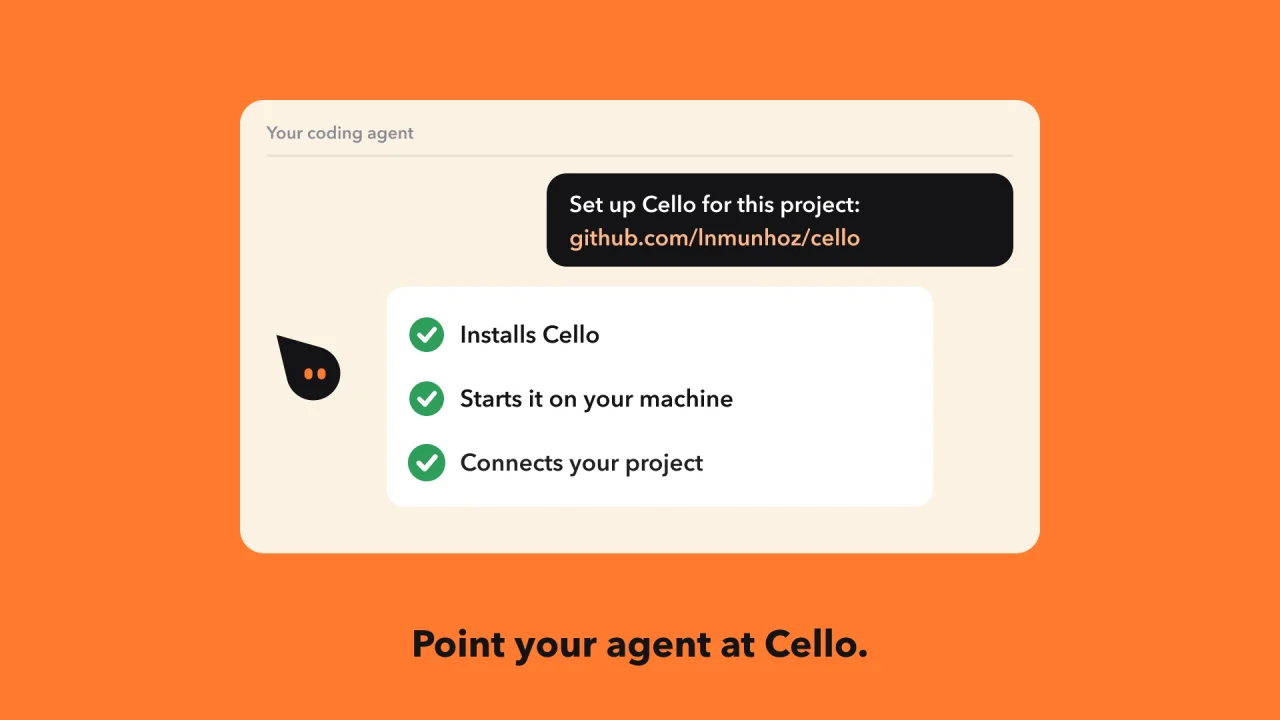 Your coding agent
Set up Cello for this project:
github.com/lnmunhoz/cello
Installs Cello
Starts it on your machine
Connects your project
Point your agent at Cello.